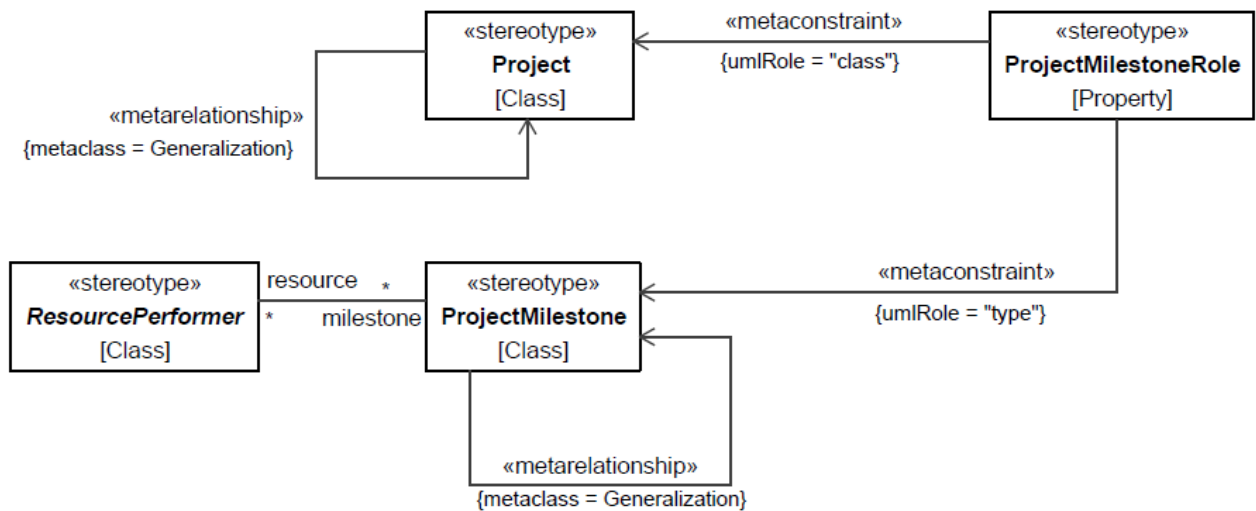 «stereotype»
Project
[Class]
«metaconstraint»
{umlRole = "class"}
«stereotype»
ProjectMilestoneRole
[Property]
«metarelationship»
{metaclass = Generalization}
«stereotype»
ResourcePerformer
[Class]
resource *
* milestone
«stereotype»
ProjectMilestone
[Class]
«metaconstraint»
{umlRole = "type"}
«metarelationship»
{metaclass = Generalization}